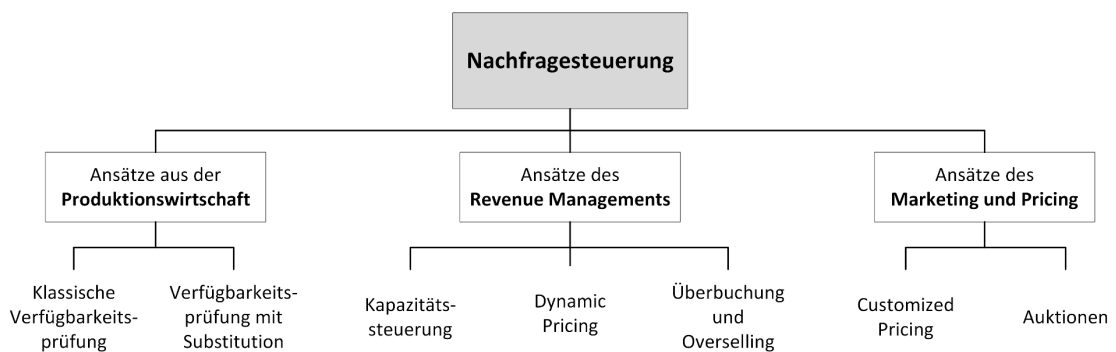 Nachfragesteuerung
Ansätze aus der
Produktionswirtschaft
Ansätze des
Revenue Managements
Ansätze des
Marketing und Pricing
Klassische
Verfügbarkeits-
prüfung
Verfügbarkeits-
prüfung mit
Substitution
Kapazitäts-
steuerung
Dynamic
Pricing
Überbuchung
und
Overselling
Customized
Pricing
Auktionen